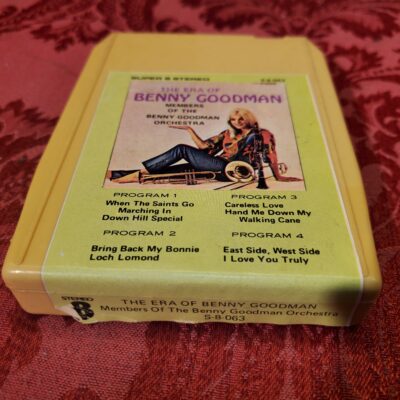 SUPER 8 STEREO
THE ERA OF
BENNY GOODMAN
MEMBERS
OF THE
BENNY GOODMAN
ORCHESTRA
PROGRAM 1
When The Saints Go
Marching In
Down Hill Special
PROGRAM 2
Bring Back My Bonnie
Loch Lomond
PROGRAM 3
Careless Love
Hand Me Down My
Walking Cane
PROGRAM 4
East Side, West Side
I Love You Truly
STEREO
8
THE ERA OF BENNY GOODMAN
Members Of The Benny Goodman Orchestra
S-8-063